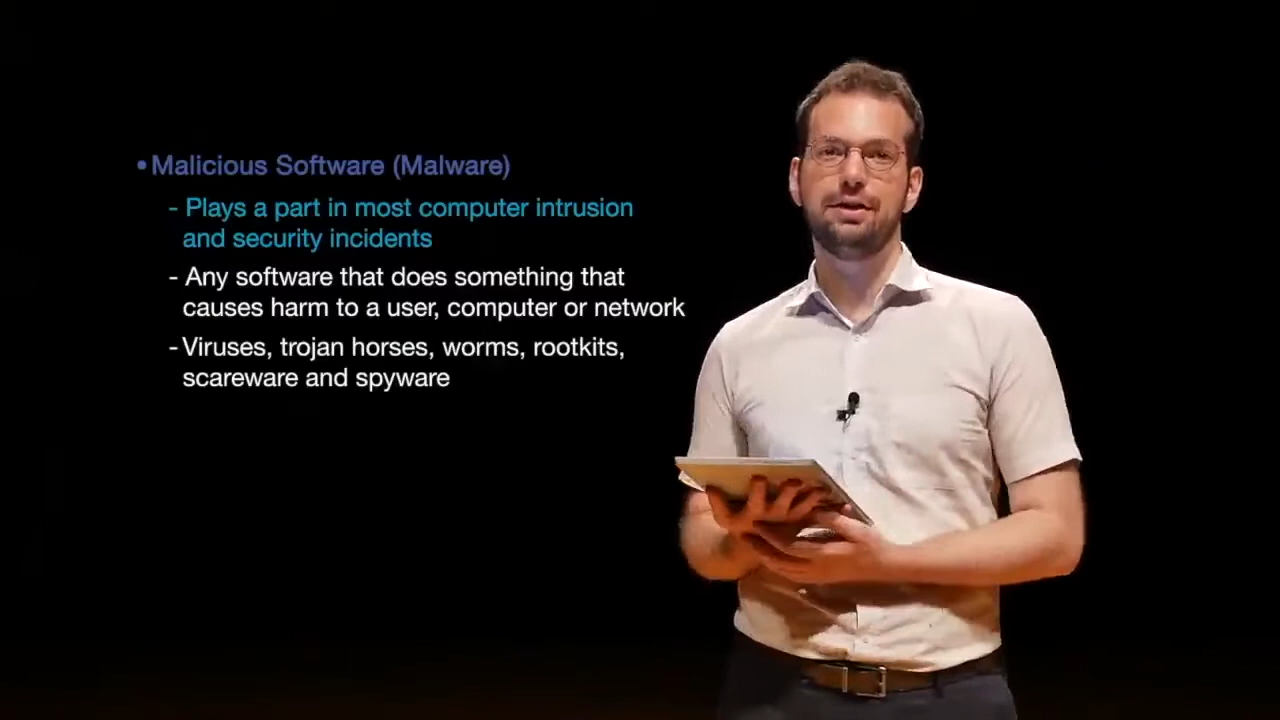 •Malicious Software (Malware)
- Plays a part in most computer intrusion
and security incidents
- Any software that does something that
causes harm to a user, computer or network
- Viruses, trojan horses, worms, rootkits,
scareware and spyware